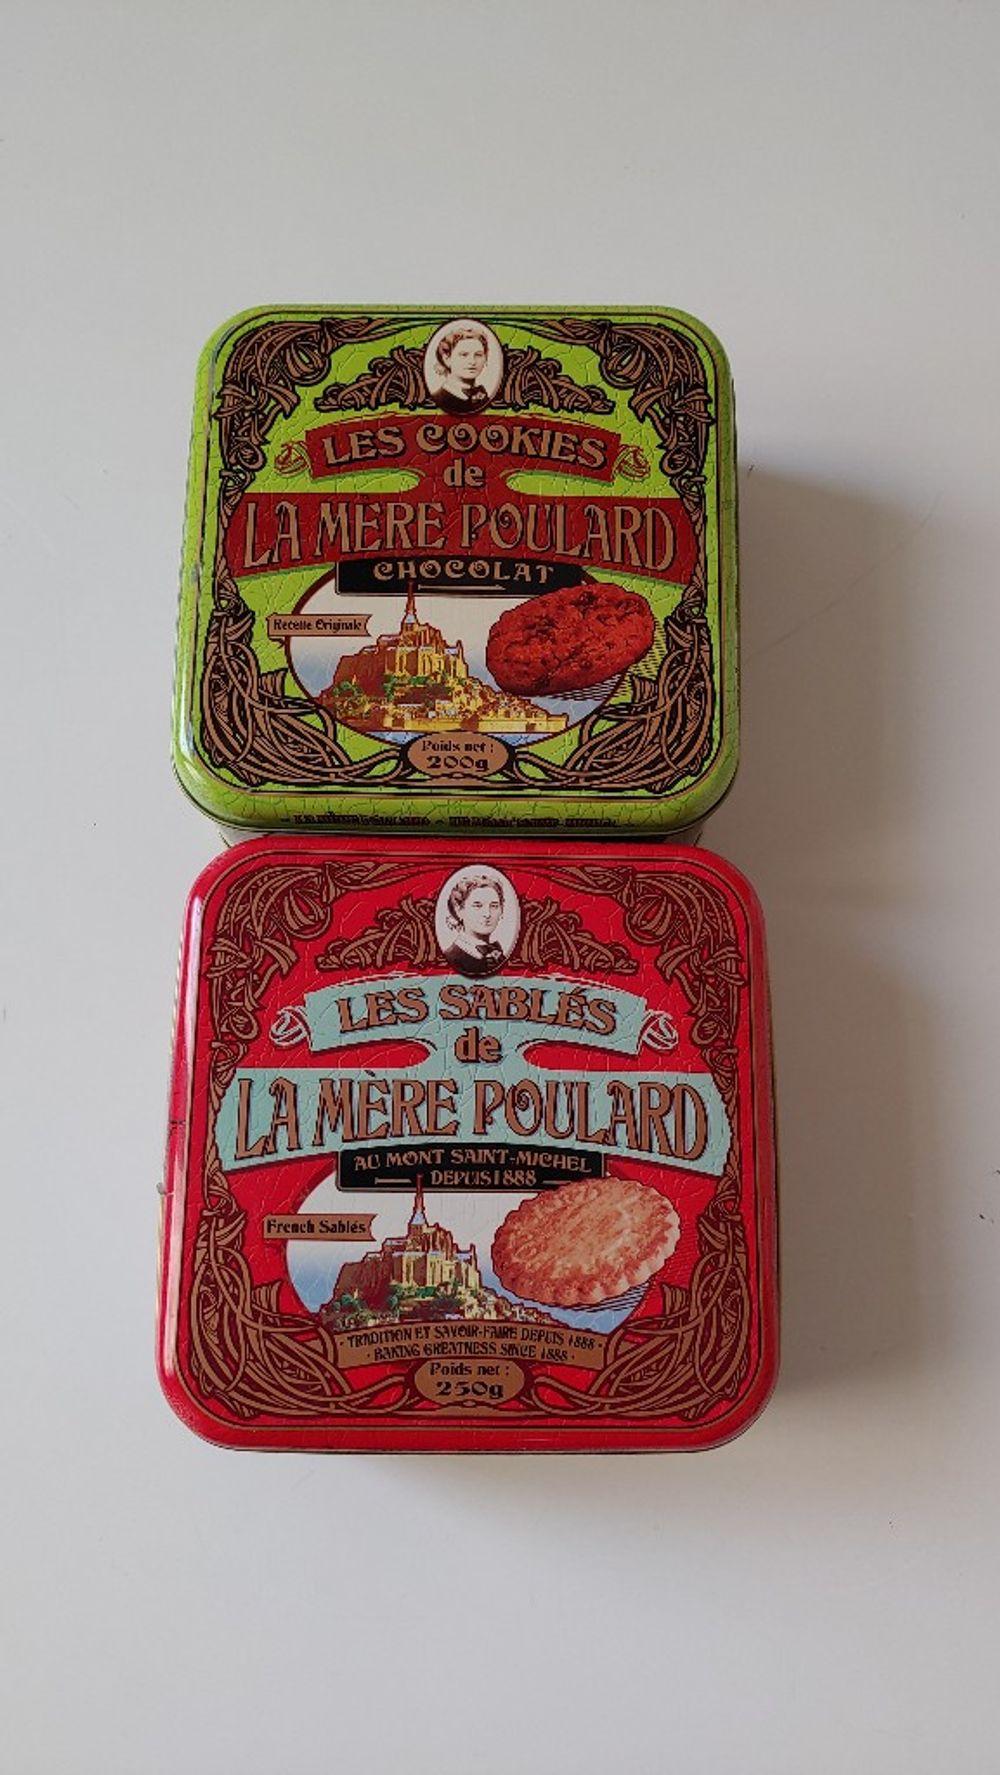 LES COOKIES
de
LA MÈRE POULARD
CHOCOLAT
Recette Originale
Poids net :
200g
LES SABLÉS
de
LA MÈRE POULARD
AU MONT SAINT-MICHEL
DEPUIS 1888
French Sablés
· TRADITION ET SAVOIR-FAIRE DEPUIS 1888 ·
· BAKING GREATNESS SINCE 1888 ·
Poids net :
250g